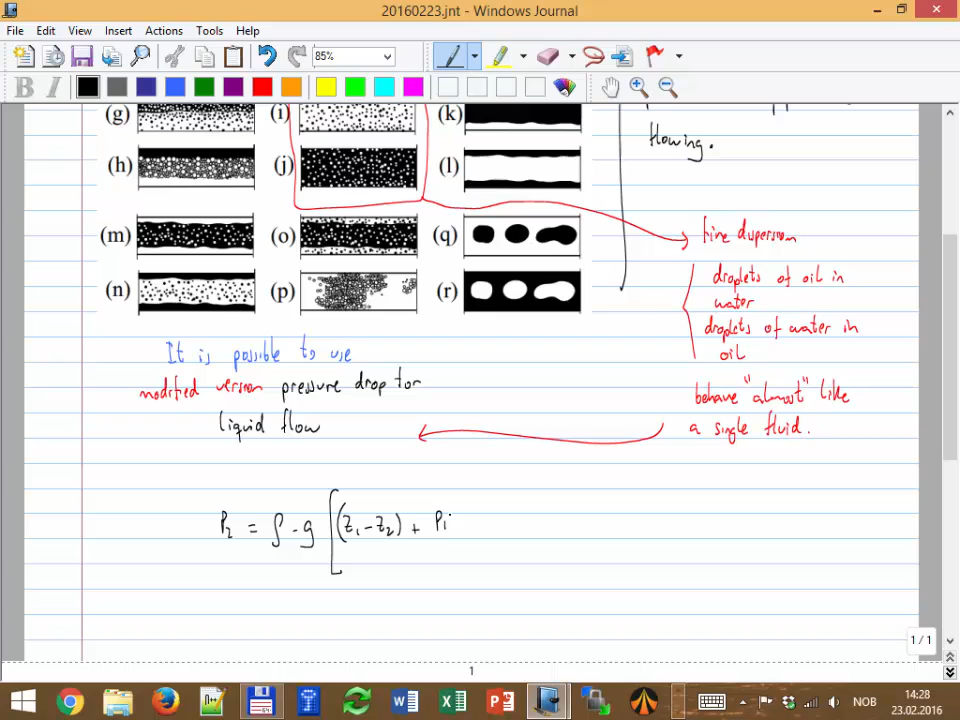 20160223.jnt - Windows Journal
File Edit View Insert Actions Tools Help
85%
B I
(g) (i) (k)
flowing.
(h) (j) (l)
(m) (o) (q)
fine dispersion
(n) (p) (r)
droplets of oil in
water
droplets of water in
oil
It is possible to use
modified version pressure drop for
behave "almost" like
liquid flow
a single fluid.
P2 = ρ · g [(z1 - z2) + P1
1 / 1
1
NOB
14:28
23.02.2016